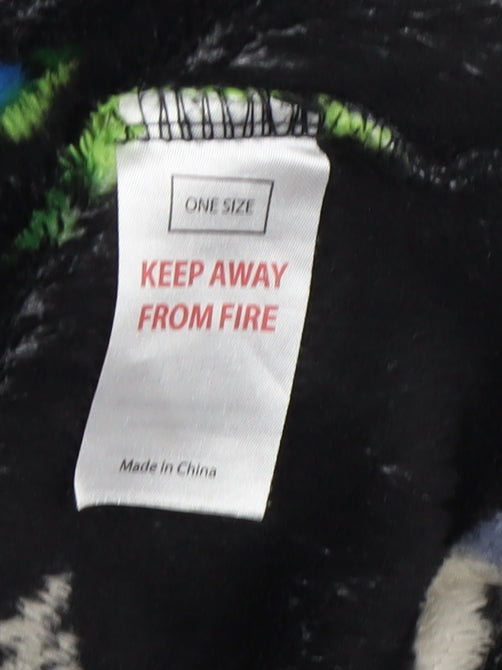 ONE SIZE
KEEP AWAY
FROM FIRE
Made in China